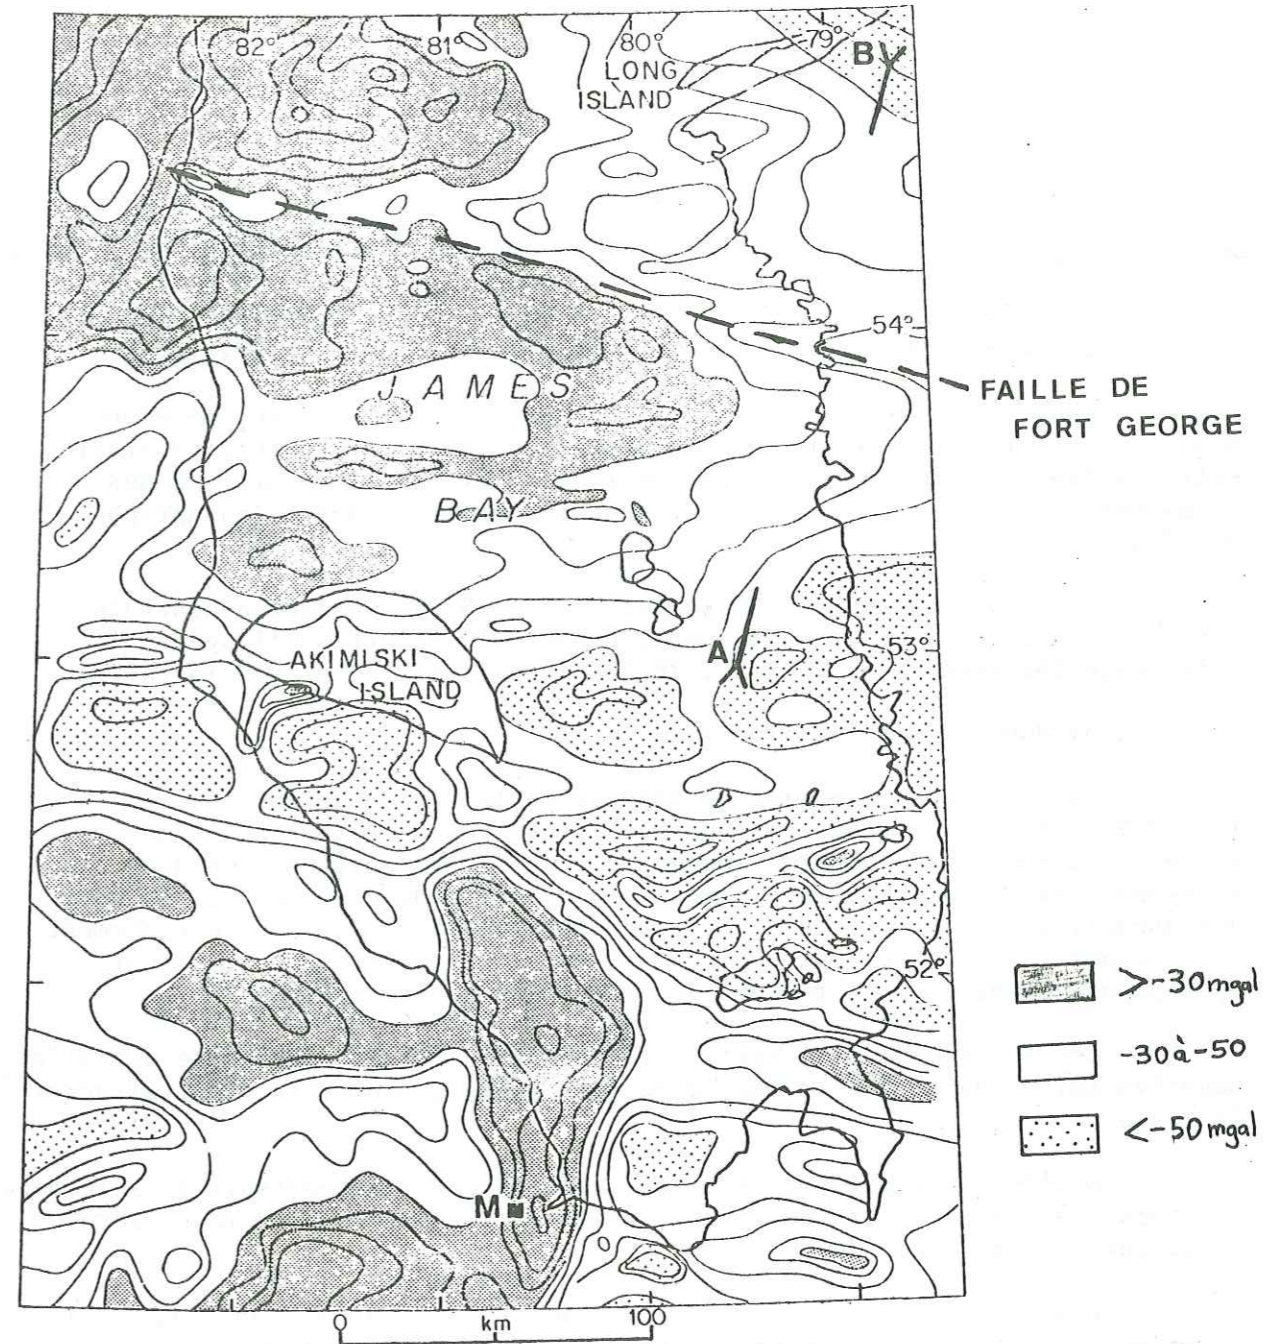 82°
81°
80°
79°
B
LONG
ISLAND
54°
JAMES
FAILLE DE
FORT GEORGE
BAY
A
53°
AKIMISKI
ISLAND
52°
>-30mgal
-30à-50
<-50mgal
M
0 km 100